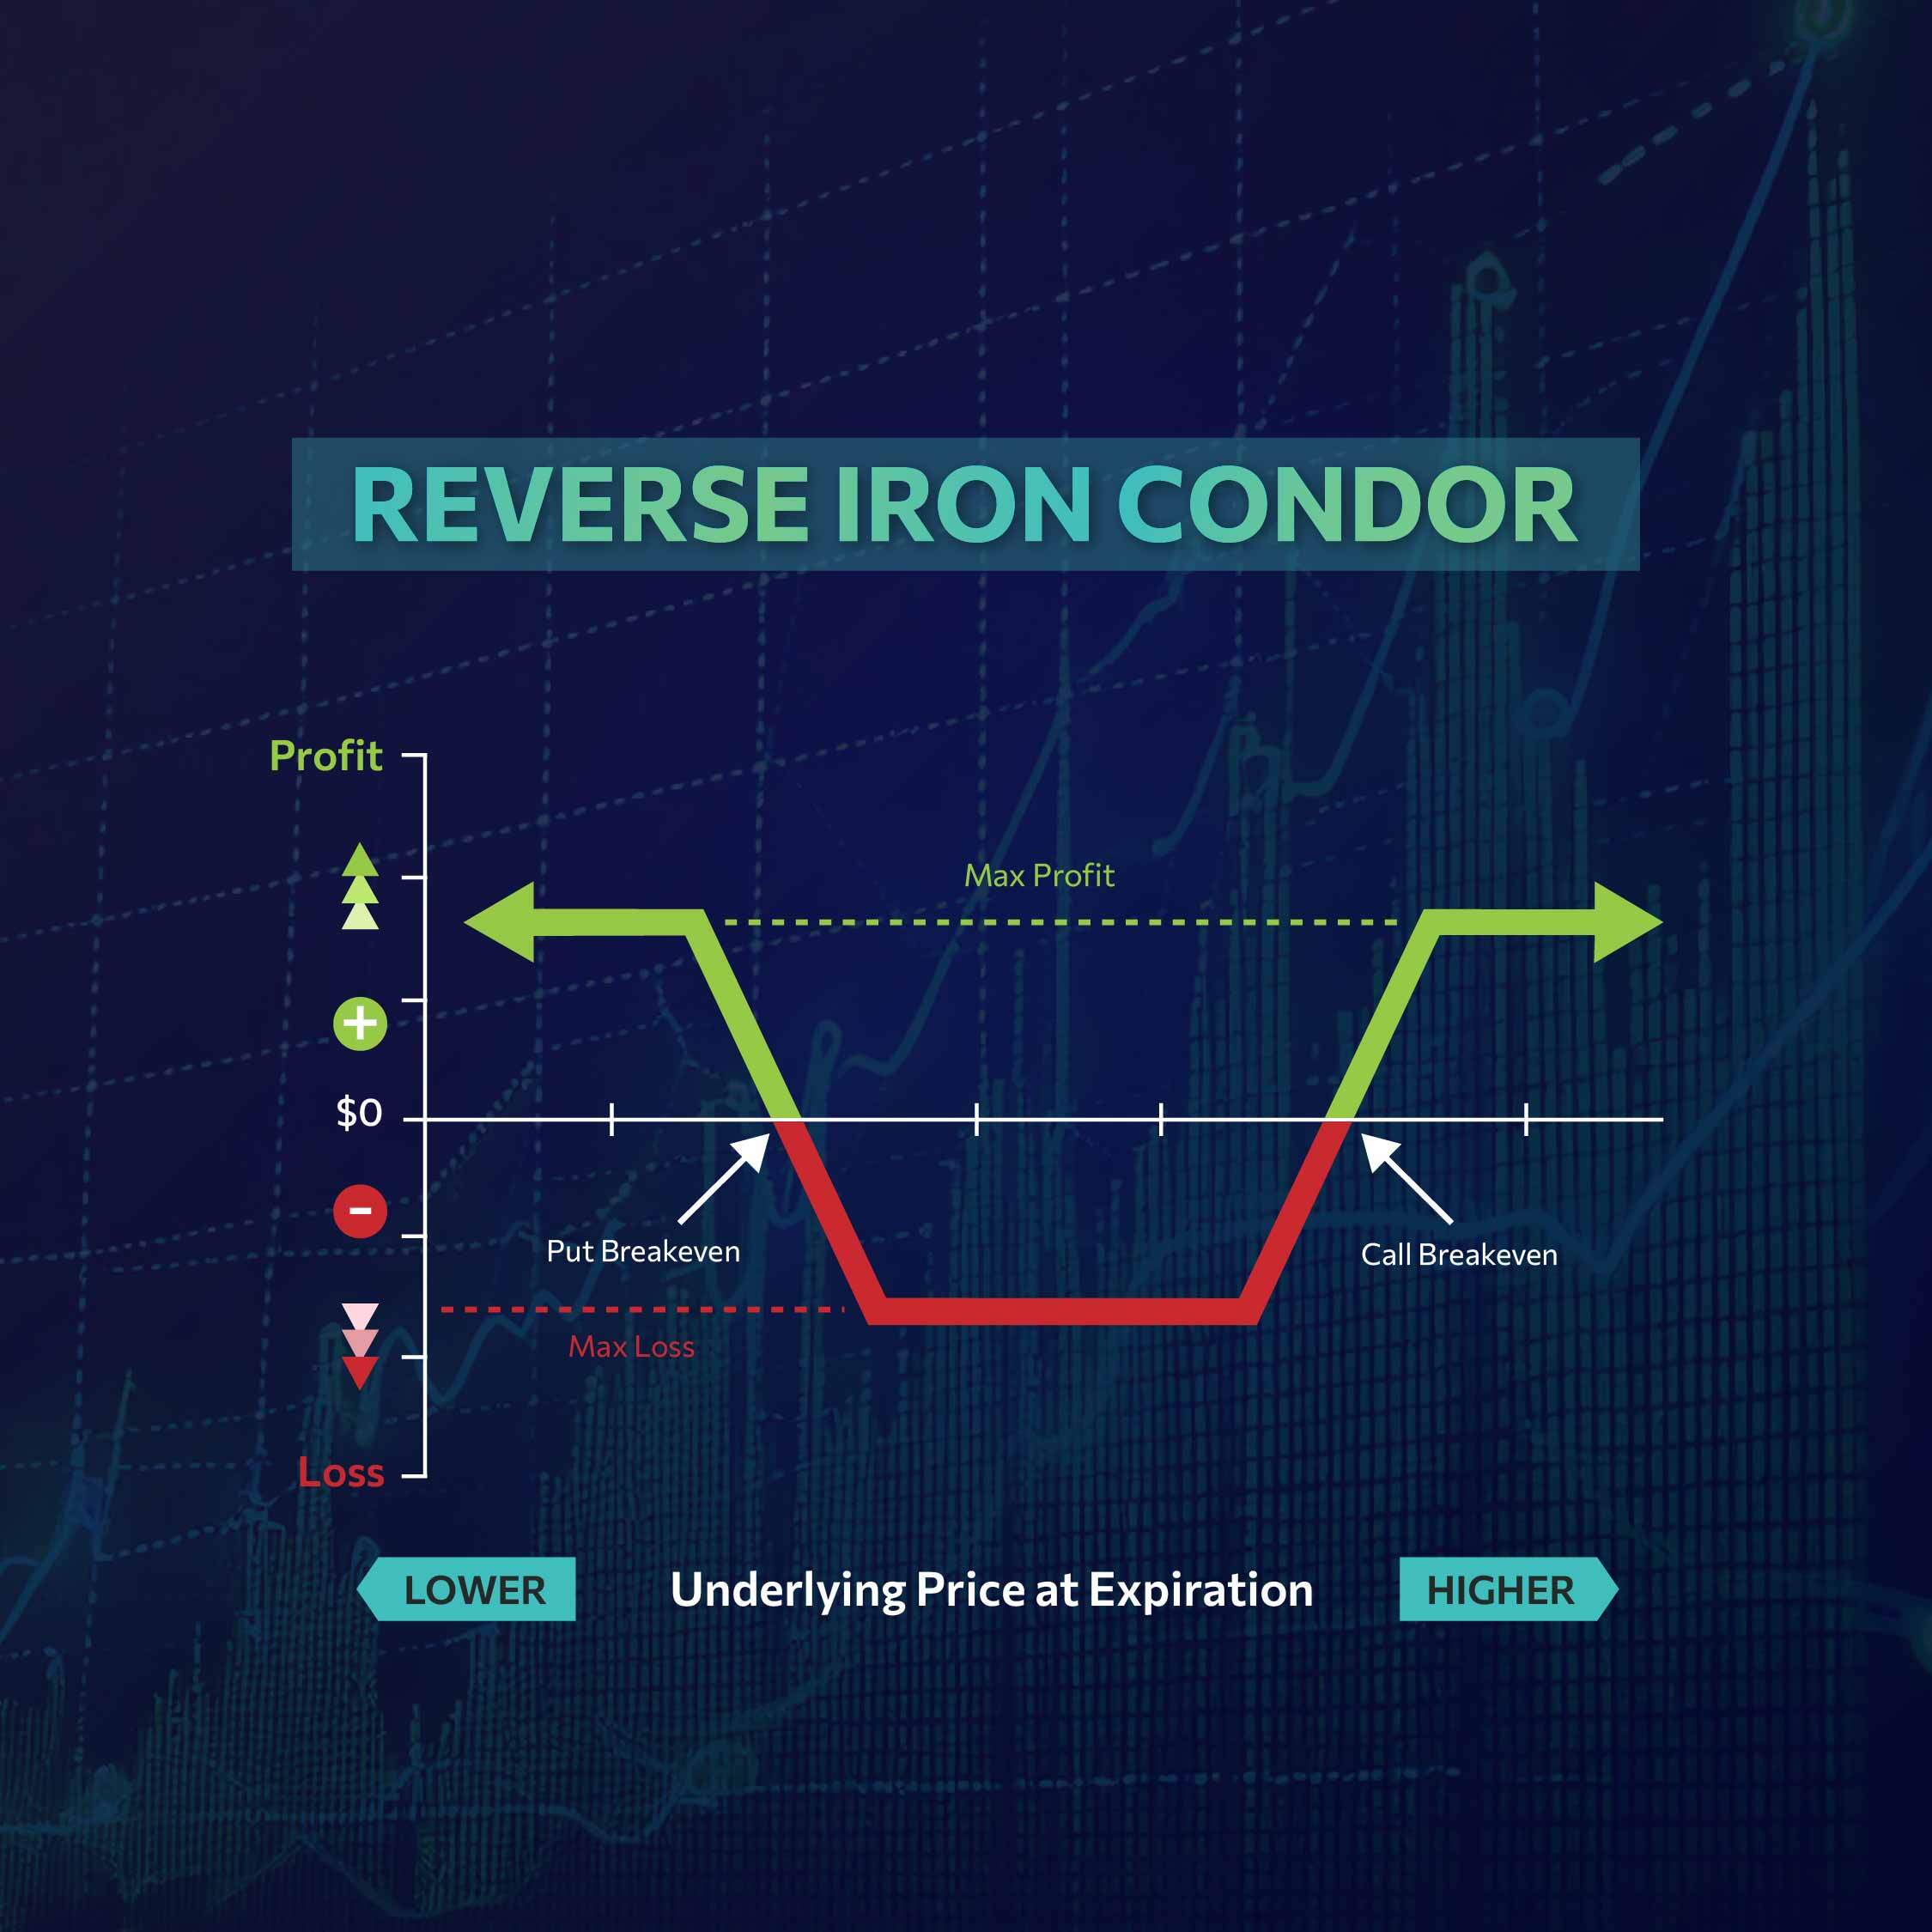 REVERSE IRON CONDOR
Profit
Max Profit
+
$0
-
Put Breakeven
Call Breakeven
Max Loss
Loss
LOWER
Underlying Price at Expiration
HIGHER